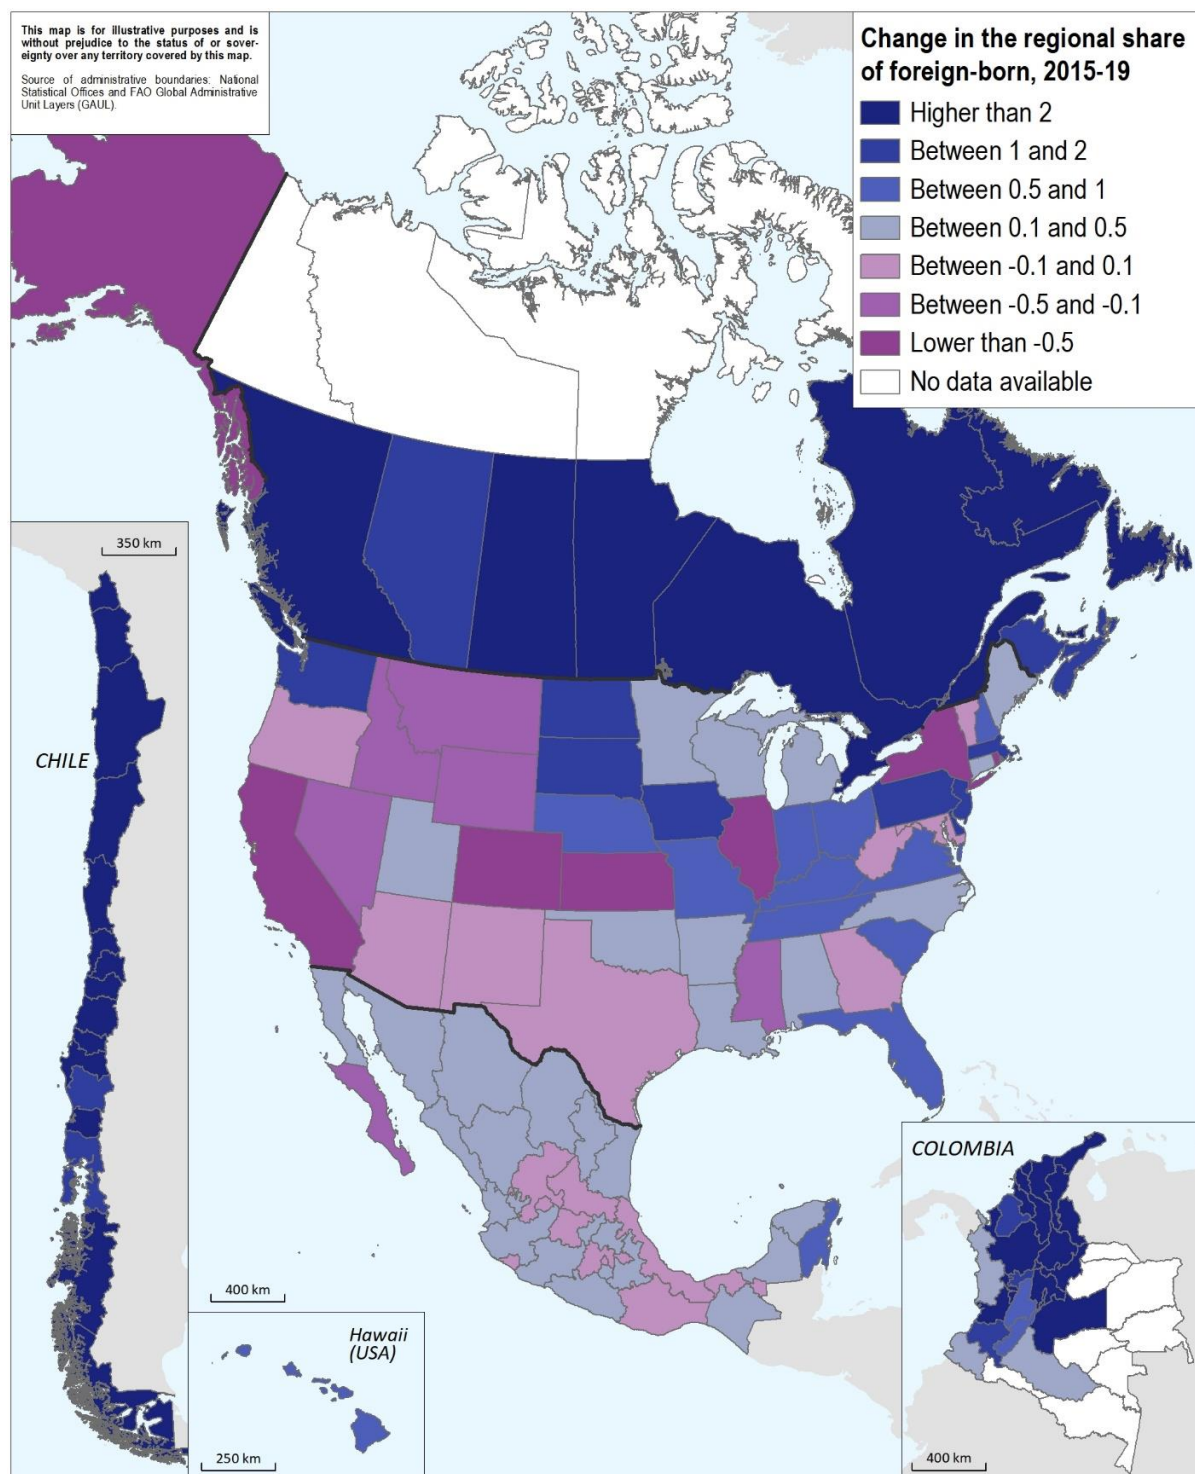 This map is for illustrative purposes and is
without prejudice to the status of or sover-
eignty over any territory covered by this map.
Source of administrative boundaries: National
Statistical Offices and FAO Global Administrative
Unit Layers (GAUL).
Change in the regional share
of foreign-born, 2015-19
Higher than 2
Between 1 and 2
Between 0.5 and 1
Between 0.1 and 0.5
Between -0.1 and 0.1
Between -0.5 and -0.1
Lower than -0.5
No data available
350 km
CHILE
400 km
Hawaii
(USA)
250 km
COLOMBIA
400 km